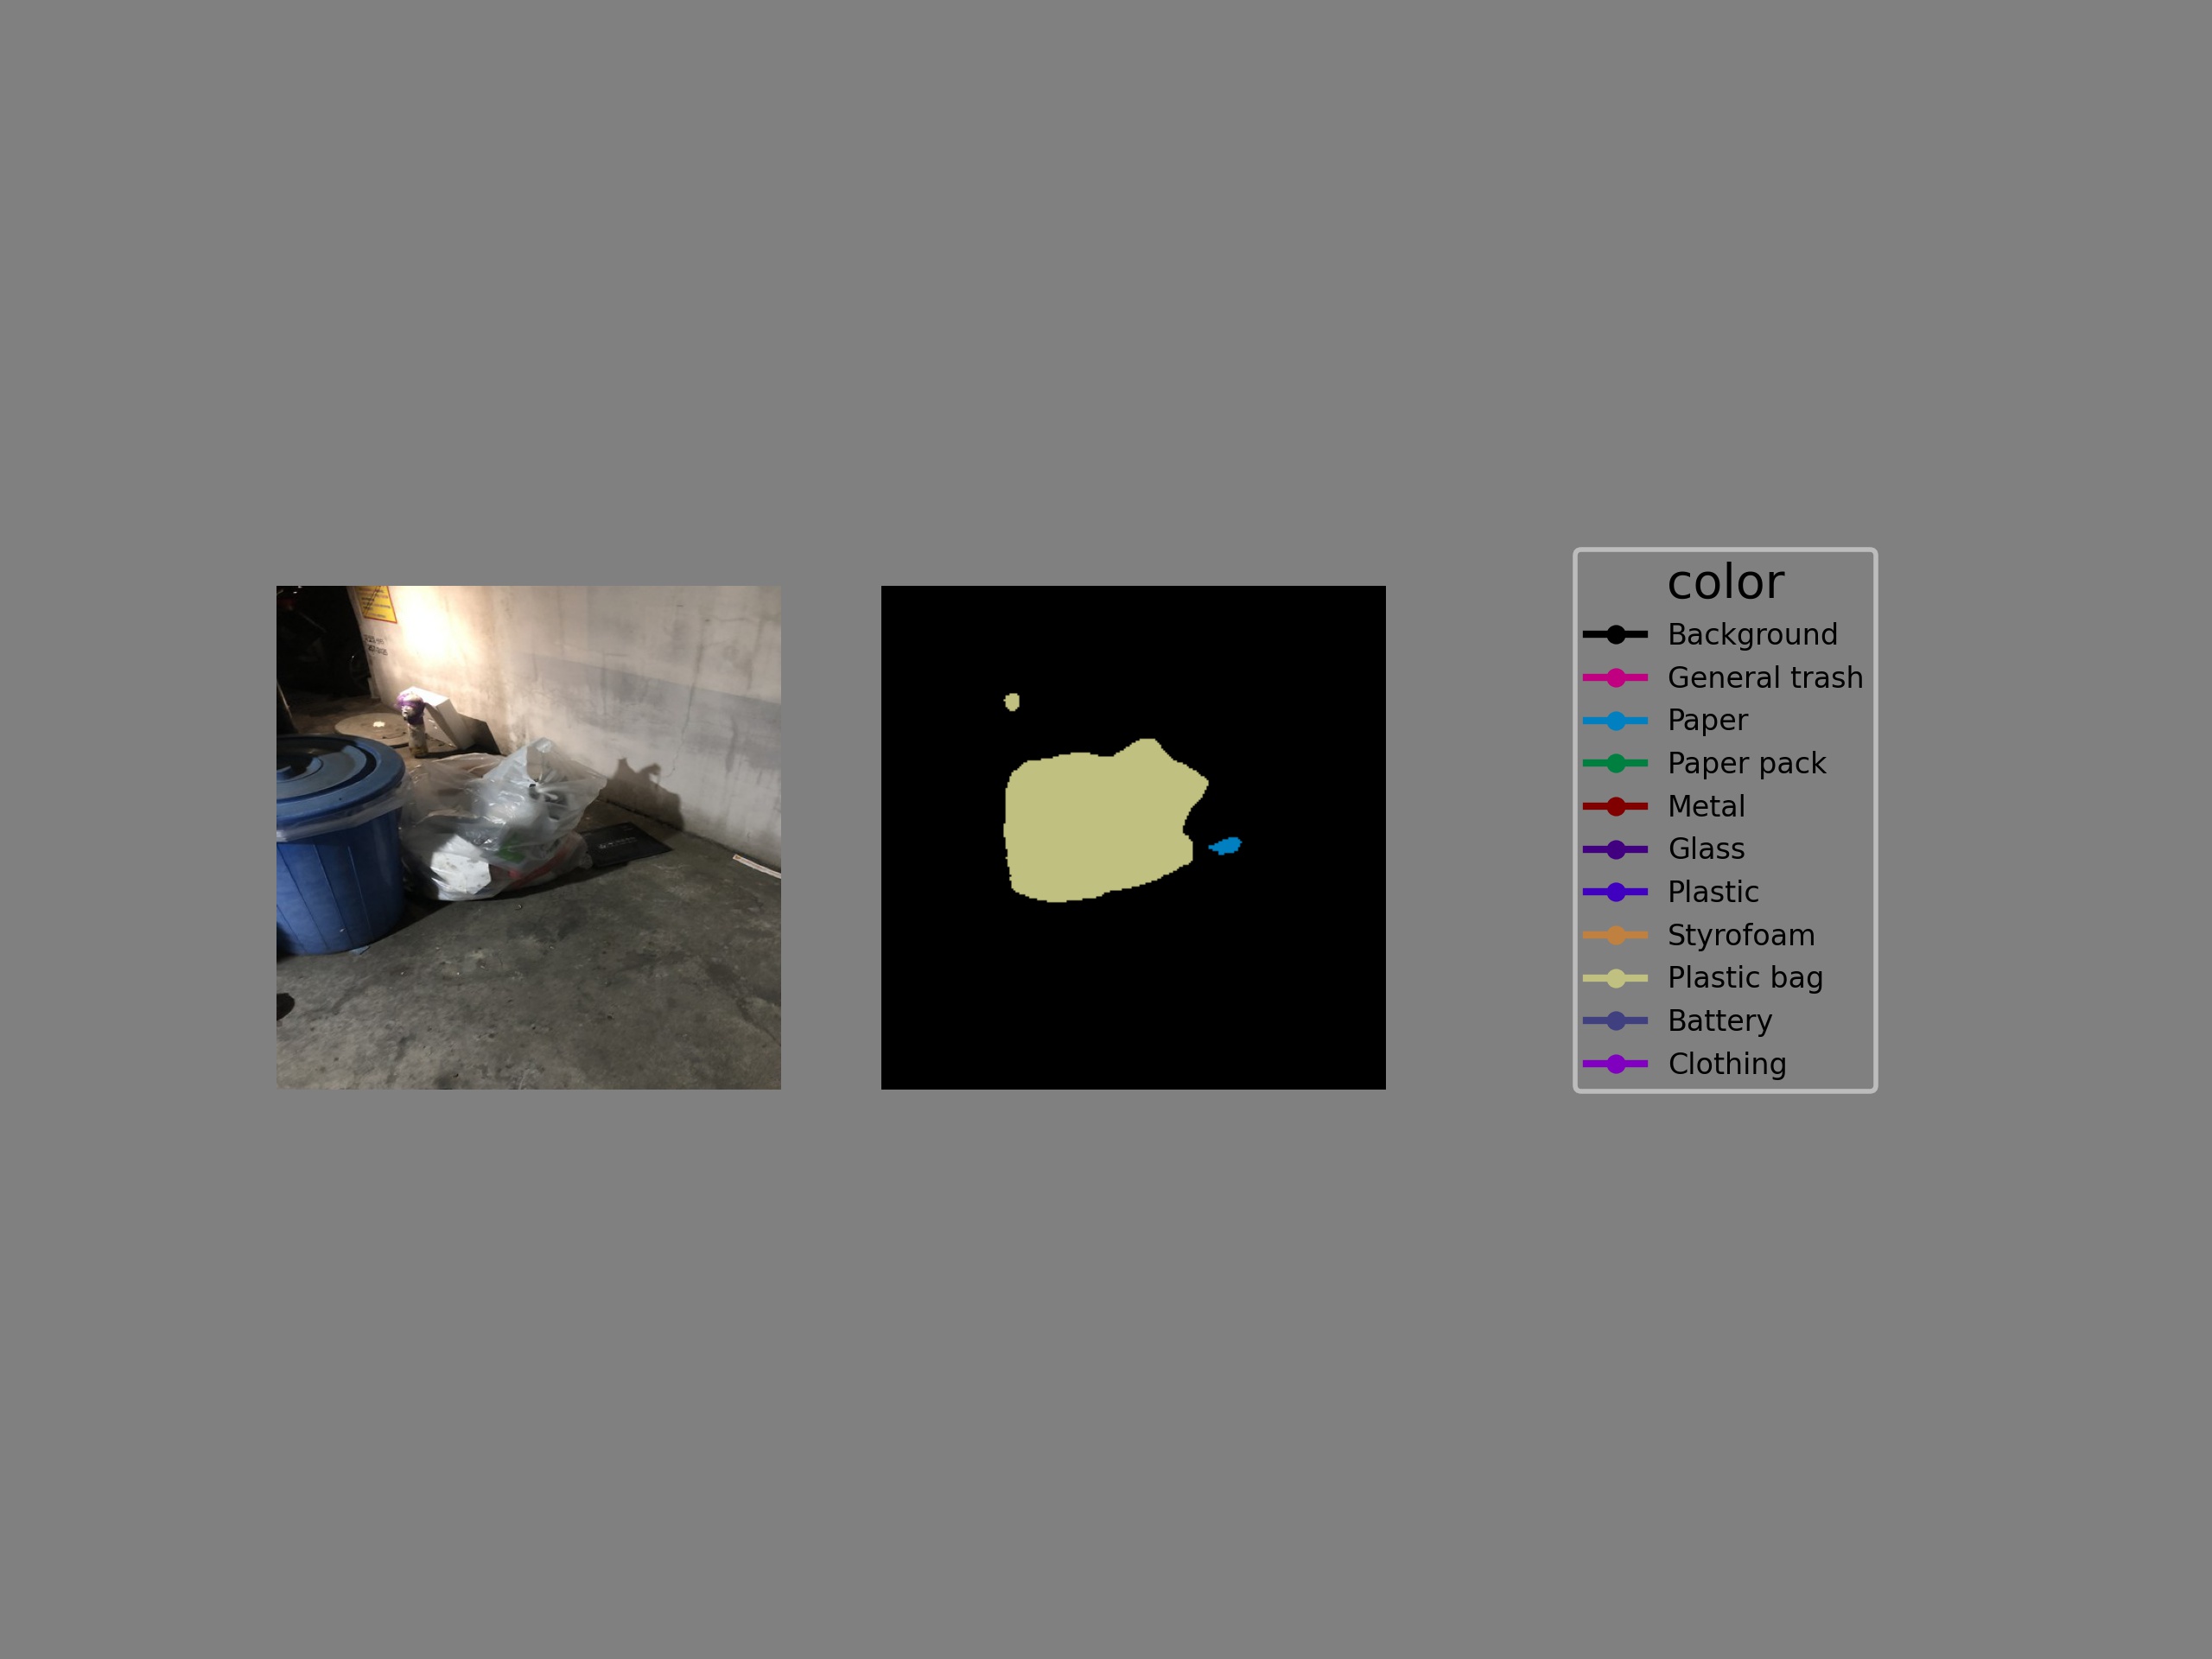 color
Background
General trash
Paper
Paper pack
Metal
Glass
Plastic
Styrofoam
Plastic bag
Battery
Clothing